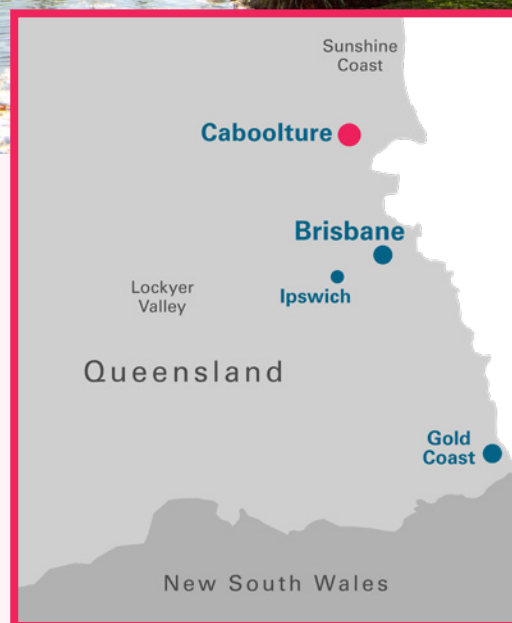 Sunshine
Coast
Caboolture
Brisbane
Lockyer
Valley
Ipswich
Queensland
Gold
Coast
New South Wales